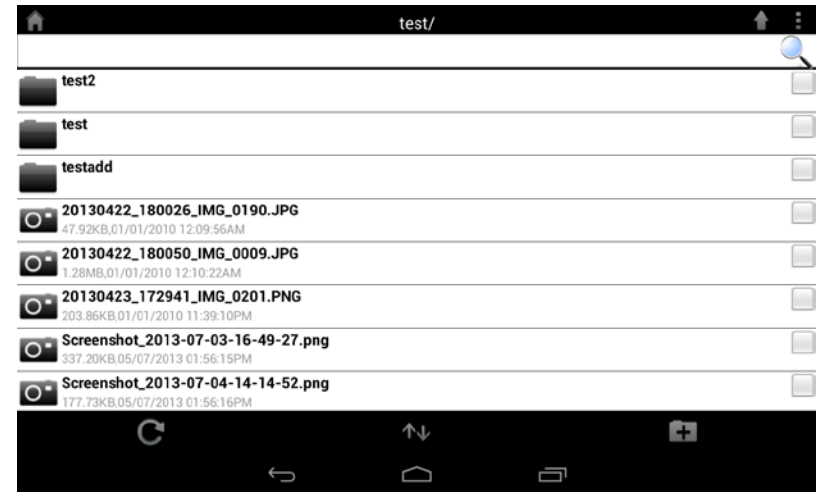 test/
test2
test
testadd
20130422_180026_IMG_0190.JPG
47.92KB,01/01/2010 12:09:56AM
20130422_180050_IMG_0009.JPG
1.28MB,01/01/2010 12:10:22AM
20130423_172941_IMG_0201.PNG
203.86KB,01/01/2010 11:39:10PM
Screenshot_2013-07-03-16-49-27.png
337.20KB,05/07/2013 01:56:15PM
Screenshot_2013-07-04-14-14-52.png
177.73KB,05/07/2013 01:56:16PM